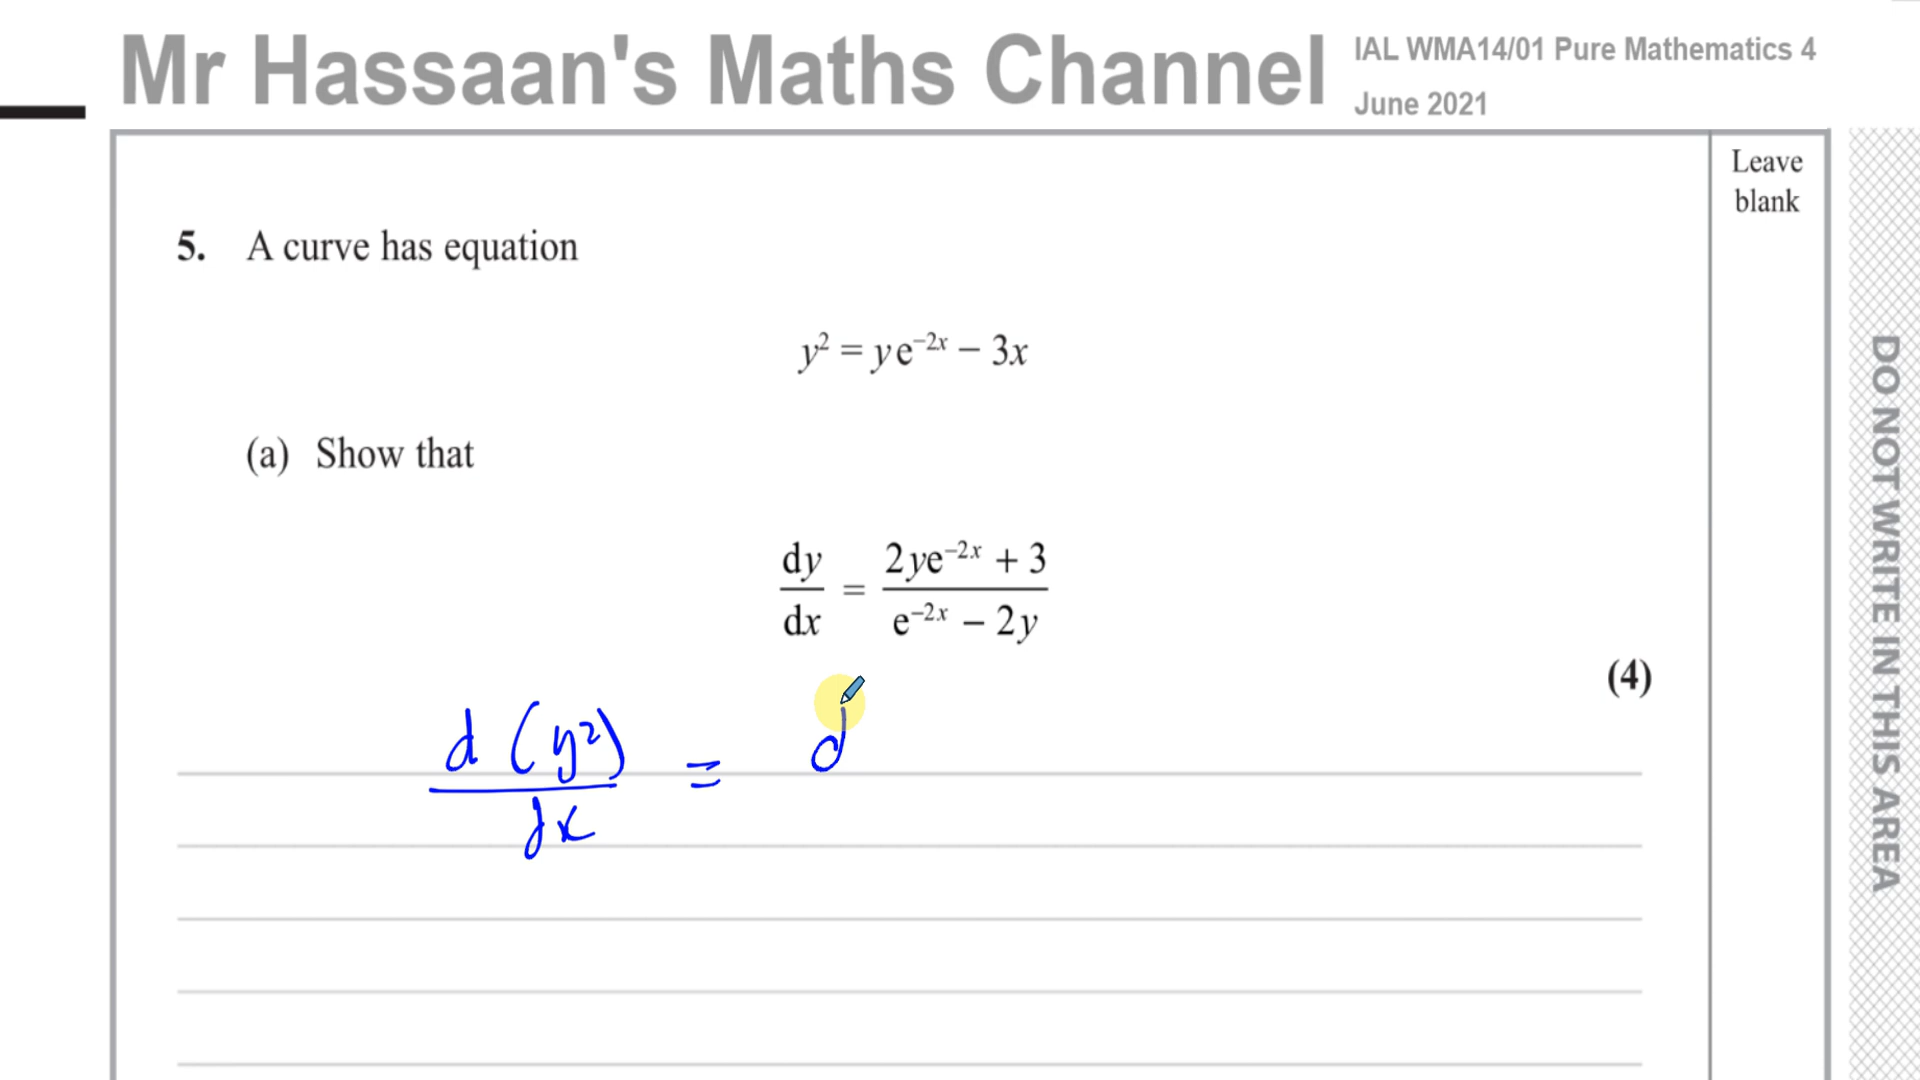 Mr Hassaan's Maths Channel
IAL WMA14/01 Pure Mathematics 4
June 2021
Leave
blank
5. A curve has equation
y² = ye⁻²ˣ − 3x
(a) Show that
dy/dx = (2ye⁻²ˣ + 3)/(e⁻²ˣ − 2y)
(4)
d (y²)/dx = d
DO NOT WRITE IN THIS AREA